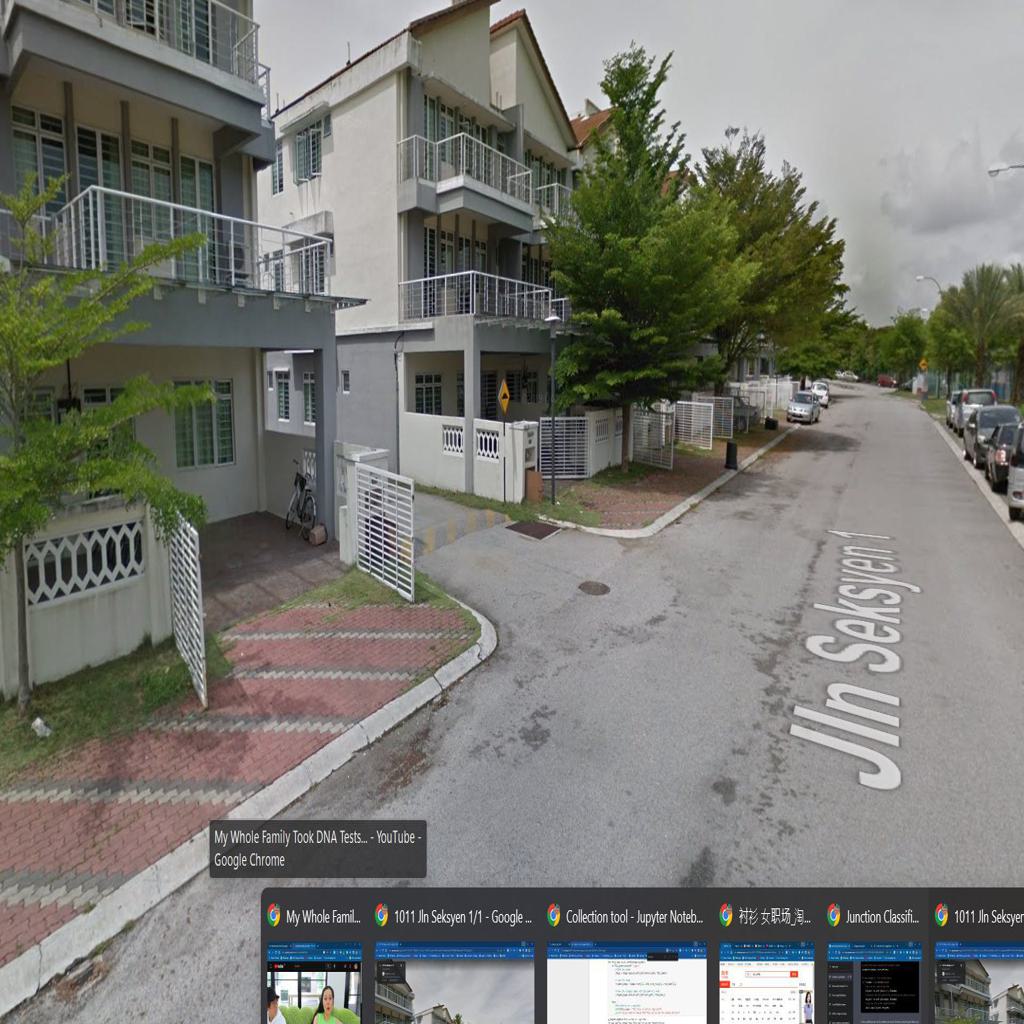 Jln Seksyen 1
My Whole Family Took DNA Tests... - YouTube -
Google Chrome
My Whole Famil...
1011 Jln Seksyen 1/1 - Google ...
Collection tool - Jupyter Noteb...
衬衫 女职场_淘...
Junction Classifi...
1011 Jln Seksyen